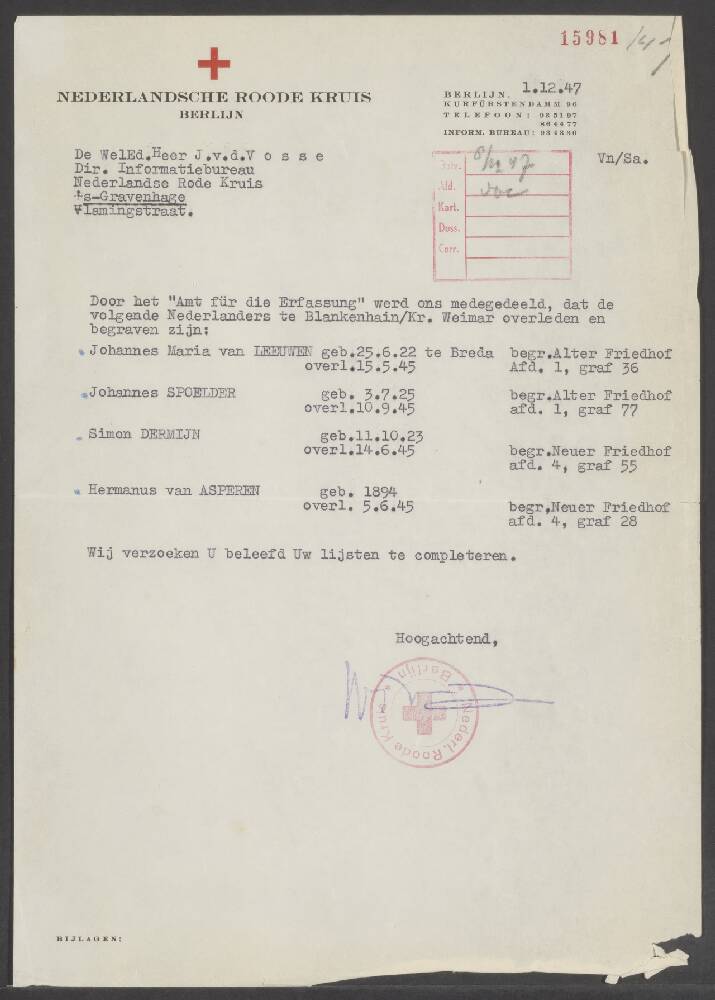 15981
NEDERLANDSCHE ROODE KRUIS
BERLIJN
BERLIJN, 1.12.47
KURFÜRSTENDAMM 96
TELEFOON:
INFORM. BUREAU:
De WelEd.Heer J.v.d.V o s s e
Dir. Informatiebureau
Nederlandse Rode Kruis
's-Gravenhage
Vlamingstraat.
Afd.
Kart.
Doss.
Corr.
Vn/Sa.
Door het "Amt für die Erfassung" werd ons medegedeeld, dat de
volgende Nederlanders te Blankenhain/Kr. Weimar overleden en
begraven zijn:
Johannes Maria van LEEUWEN geb.25.6.22 te Breda begr.Alter Friedhof
overl.15.5.45 Afd. 1, graf 36
Johannes SPOELDER geb. 3.7.25 begr.Alter Friedhof
overl.10.9.45 afd. 1, graf 77
Simon DERMIJN geb.11.10.23
overl.14.6.45 begr.Neuer Friedhof
afd. 4, graf 55
Hermanus van ASPEREN geb. 1894
overl. 5.6.45 begr.Neuer Friedhof
afd. 4, graf 28
Wij verzoeken U beleefd Uw lijsten te completeren.
Hoogachtend,
Nederl. Roode Kruis
Berlijn
BIJLAGEN: